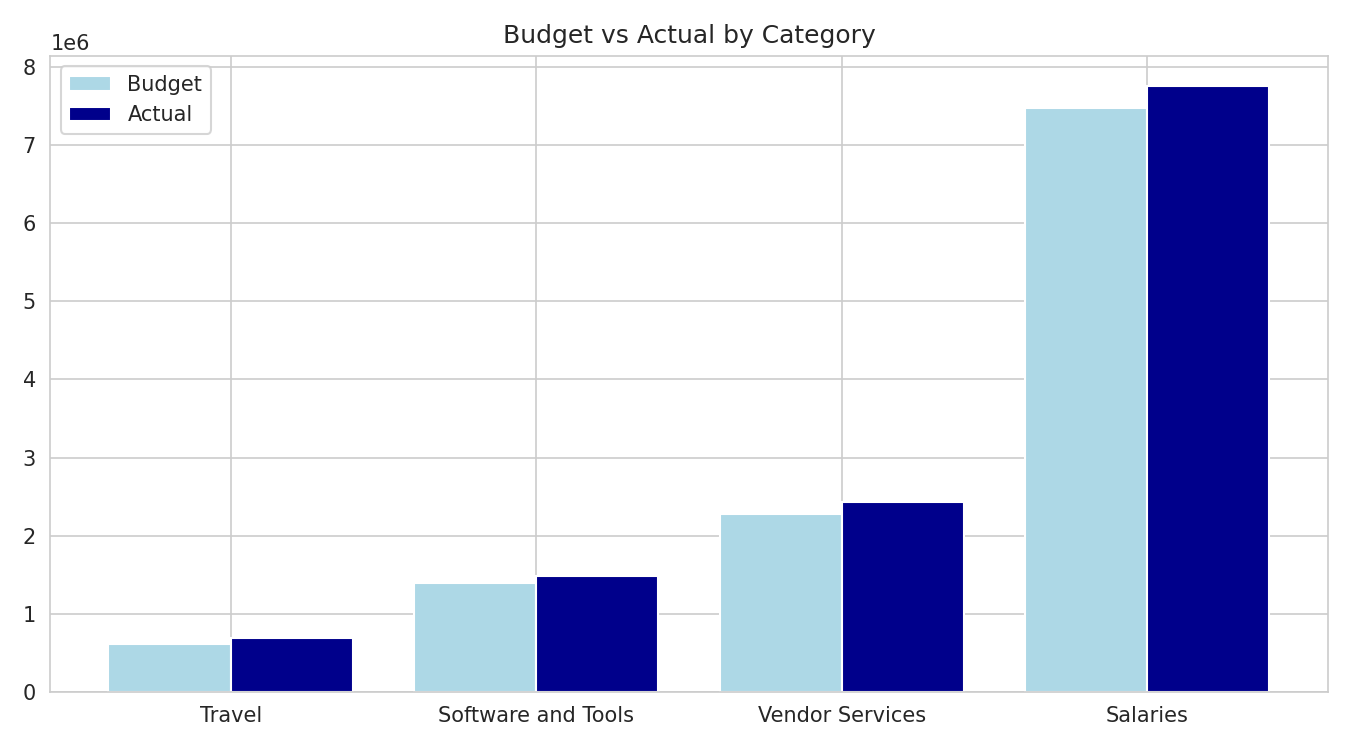 Budget vs Actual by Category
1e6
8
7
6
5
4
3
2
1
0
Budget
Actual
Travel Software and Tools Vendor Services Salaries